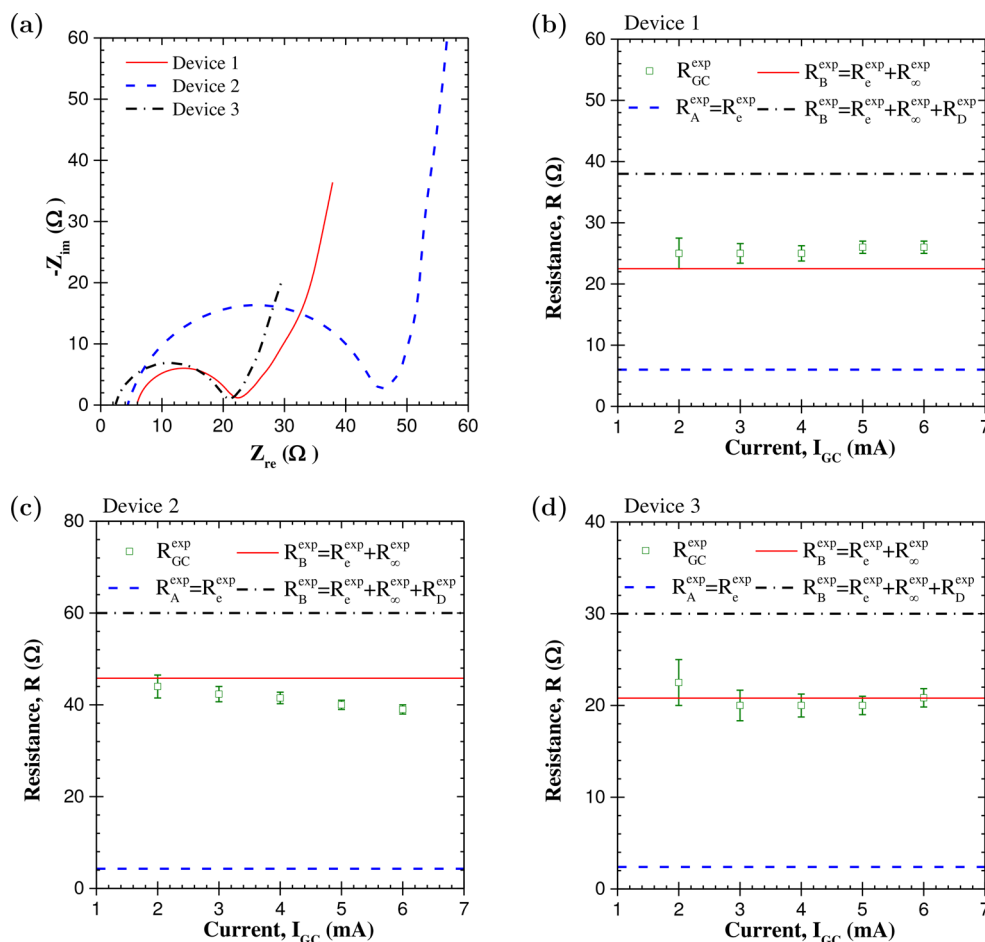 (a)
60
50
40
30
20
10
0
-Z_im (Ω)
Device 1
Device 2
Device 3
0 10 20 30 40 50 60
Z_re (Ω )
(b) Device 1
60
50
40
30
20
10
0
Resistance, R (Ω)
R_GC^exp R_B^exp=R_e^exp+R_∞^exp
R_A^exp=R_e^exp R_B^exp=R_e^exp+R_∞^exp+R_D^exp
1 2 3 4 5 6 7
Current, I_GC (mA)
(c) Device 2
80
60
40
20
0
Resistance, R (Ω)
R_GC^exp R_B^exp=R_e^exp+R_∞^exp
R_A^exp=R_e^exp R_B^exp=R_e^exp+R_∞^exp+R_D^exp
1 2 3 4 5 6 7
Current, I_GC (mA)
(d) Device 3
40
30
20
10
0
Resistance, R (Ω)
R_GC^exp R_B^exp=R_e^exp+R_∞^exp
R_A^exp=R_e^exp R_B^exp=R_e^exp+R_∞^exp+R_D^exp
1 2 3 4 5 6 7
Current, I_GC (mA)